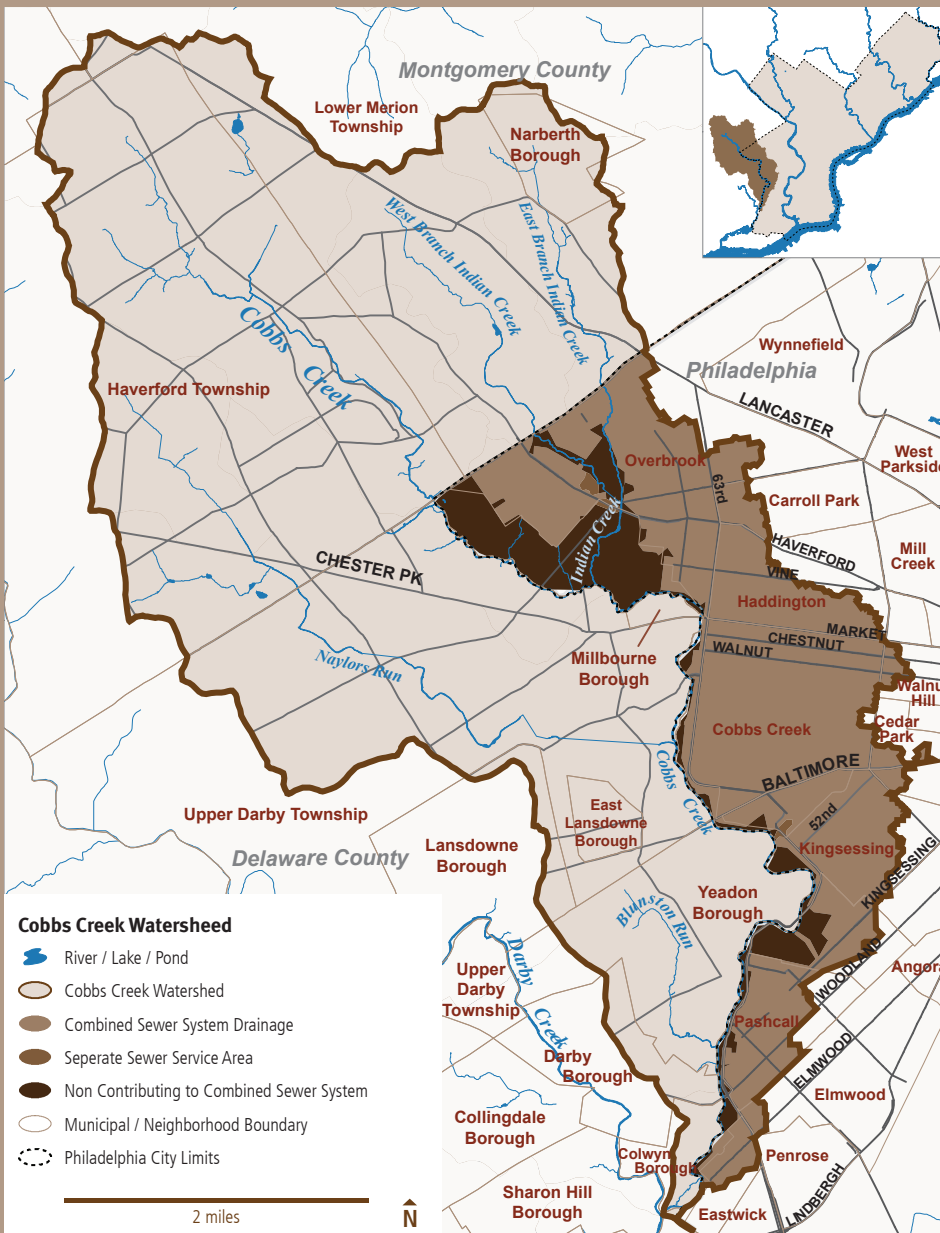 Montgomery County
Lower Merion
Township
Narberth
Borough
West Branch Indian Creek
East Branch Indian Creek
Cobbs
Creek
Wynnefield
Philadelphia
Haverford Township
LANCASTER
West
Parkside
Overbrook
63rd
Carroll Park
Indian Creek
HAVERFORD
Mill
Creek
CHESTER PK
VINE
Haddington
MARKET
CHESTNUT
WALNUT
Naylors Run
Millbourne
Borough
Walnu
Hill
Cedar
Park
Cobbs Creek
Cobbs Creek
BALTIMORE
Upper Darby Township
East
Lansdowne
Borough
52nd
Delaware County
Lansdowne
Borough
Kingsessing
KINGSESSING
Yeadon
Borough
Blunston Run
Darby
Creek
Upper
Darby
Township
WOODLAND
Angora
Pashcall
ELMWOOD
Darby
Borough
Elmwood
Collingdale
Borough
Colwyn
Borough
Penrose
Sharon Hill
Borough
LNDBERGH
Eastwick
Cobbs Creek Watersheed
River / Lake / Pond
Cobbs Creek Watershed
Combined Sewer System Drainage
Seperate Sewer Service Area
Non Contributing to Combined Sewer System
Municipal / Neighborhood Boundary
Philadelphia City Limits
2 miles
N